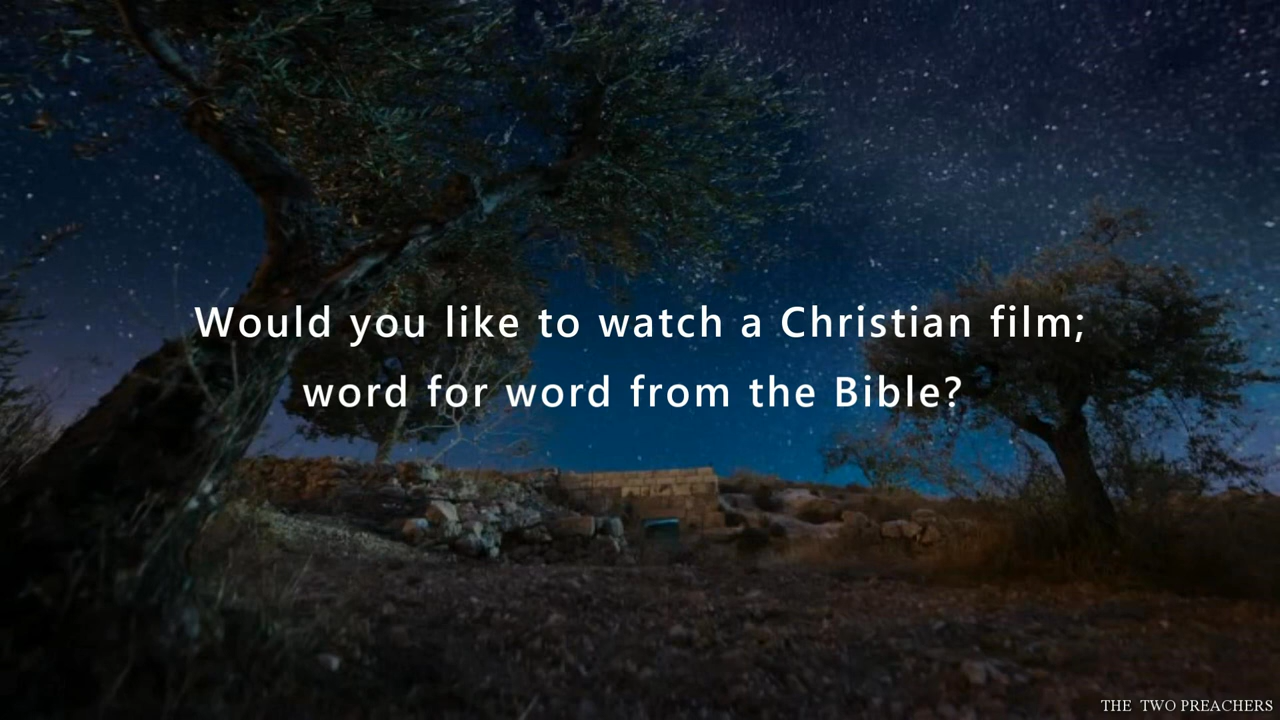 Would you like to watch a Christian film;
word for word from the Bible?
THE TWO PREACHERS